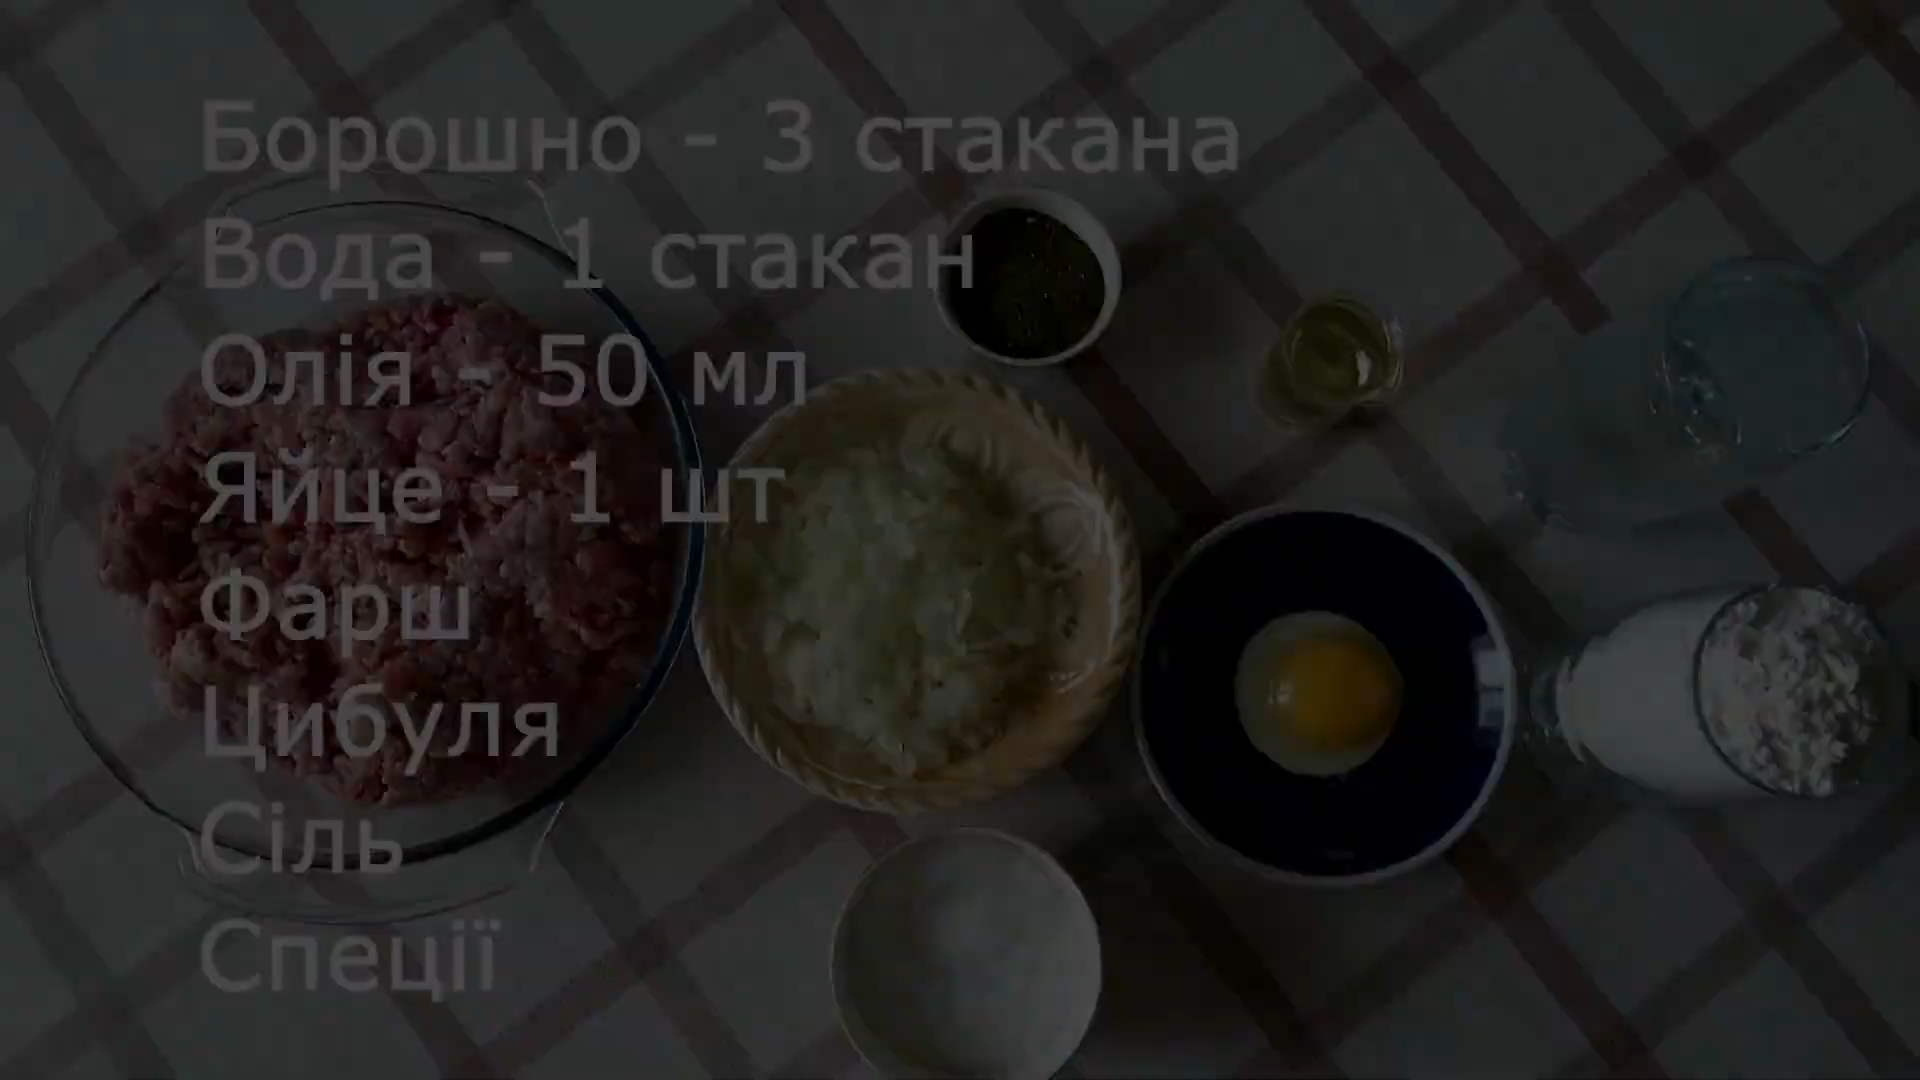 Борошно - 3 стакана
Вода - 1 стакан
Олія - 50 мл
Яйце - 1 шт
Фарш
Цибуля
Сіль
Спеції